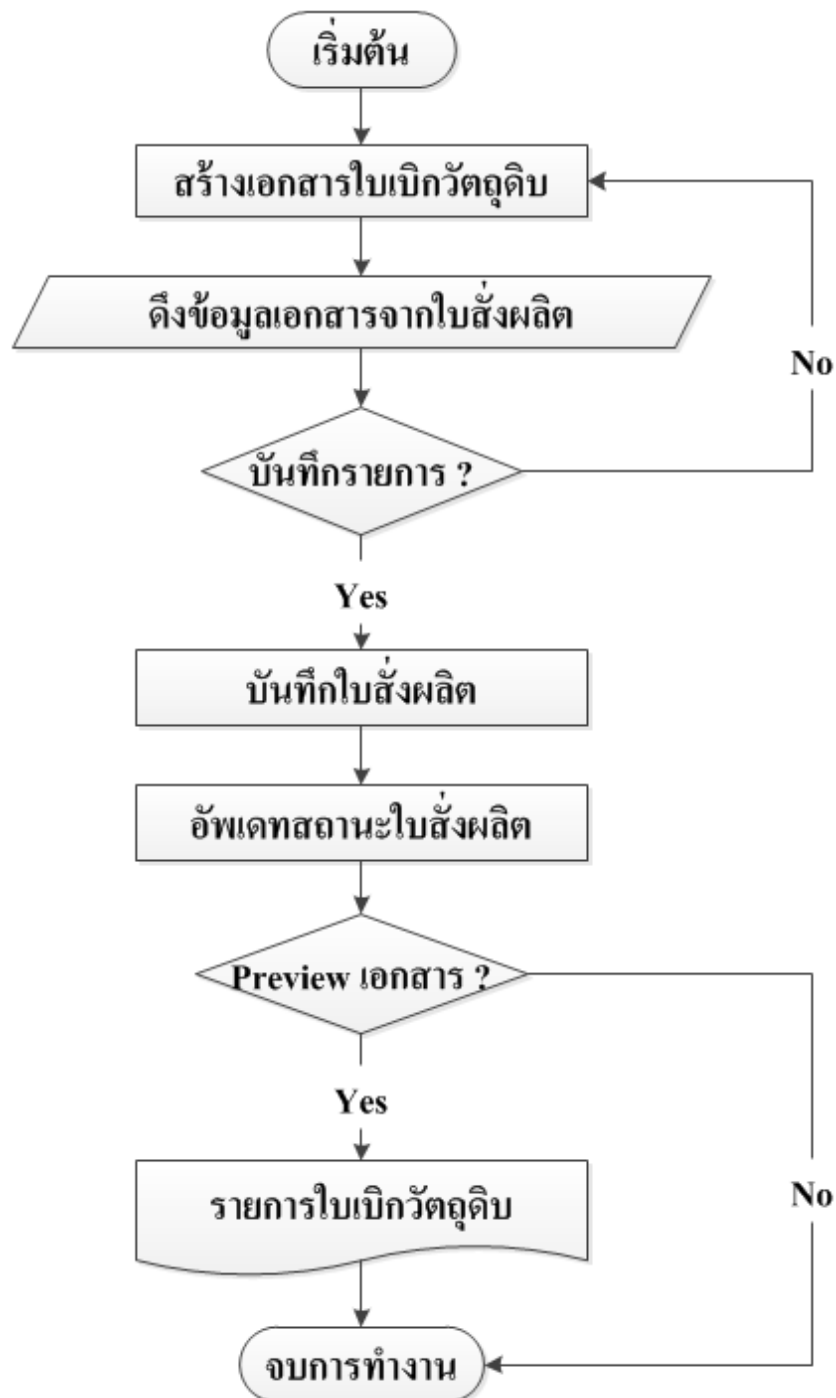 เริ่มต้น
สร้างเอกสารใบเบิกวัตถุดิบ
ดึงข้อมูลเอกสารจากใบสั่งผลิต
No
บันทึกรายการ ?
Yes
บันทึกใบสั่งผลิต
อัพเดทสถานะใบสั่งผลิต
Preview เอกสาร ?
Yes
รายการใบเบิกวัตถุดิบ
No
จบการทำงาน